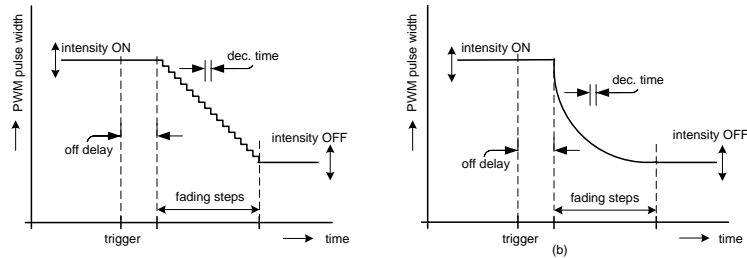 PWM pulse width
intensity ON
dec. time
intensity OFF
off delay
fading steps
trigger
time
PWM pulse width
intensity ON
dec. time
intensity OFF
off delay
fading steps
trigger
time
(b)